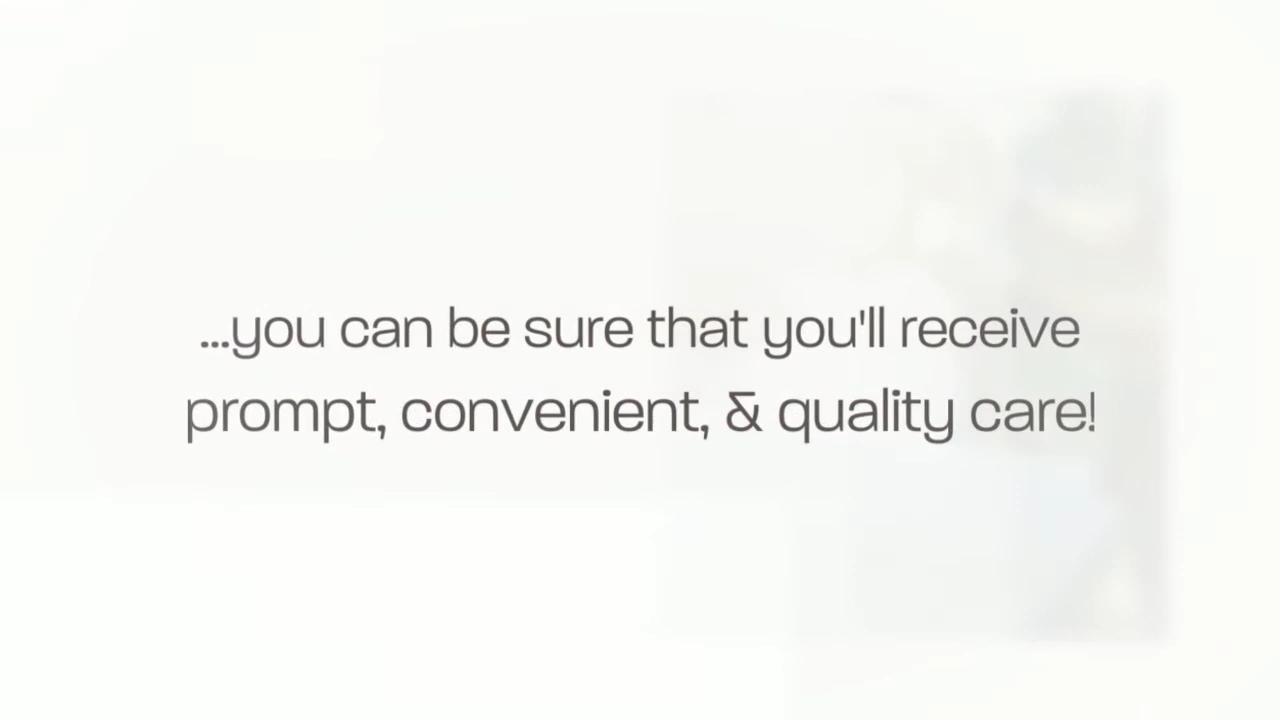 ...you can be sure that you'll receive
prompt, convenient, & quality care!